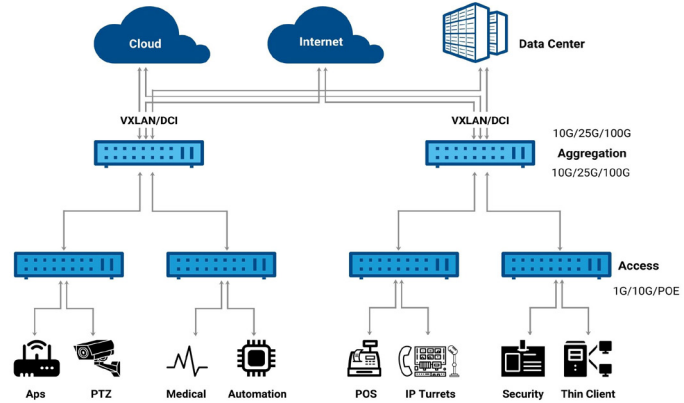 Cloud
Internet
Data Center
VXLAN/DCI
VXLAN/DCI
10G/25G/100G
Aggregation
10G/25G/100G
Access
1G/10G/POE
Aps
PTZ
Medical
Automation
POS
IP Turrets
Security
Thin Client